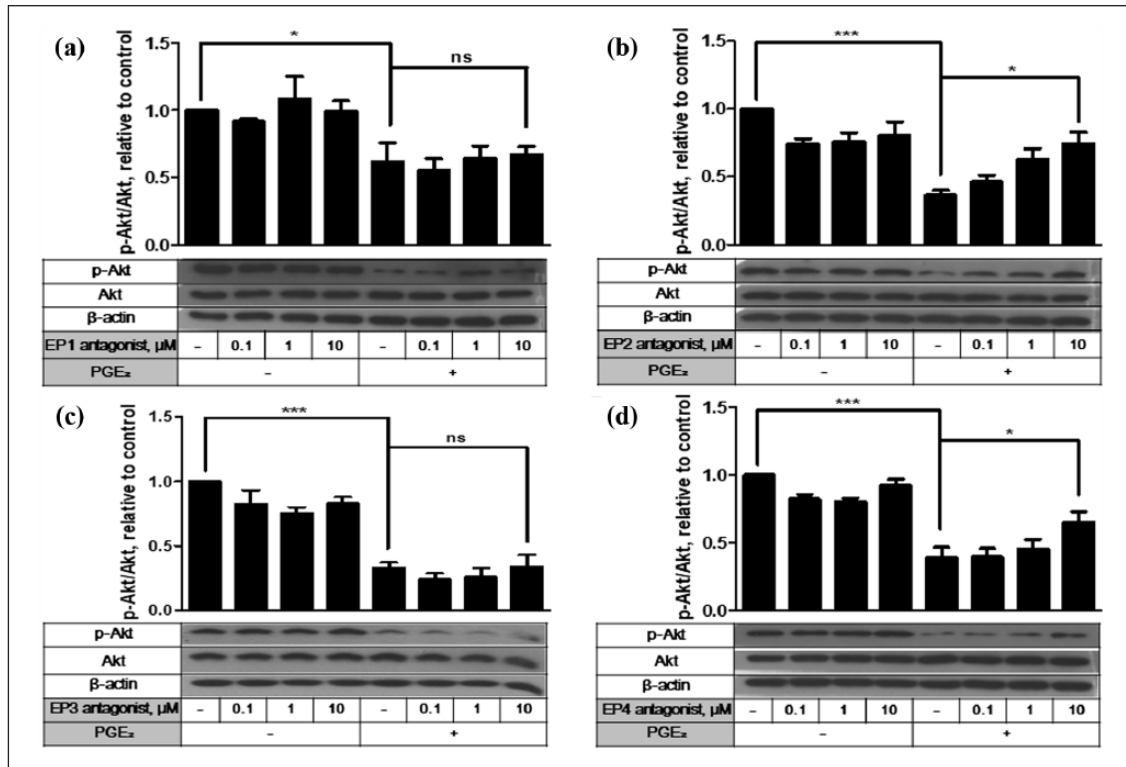 (a)
1.5
1.0
0.5
0.0
p-Akt/Akt, relative to control
*
ns
p-Akt
Akt
β-actin
EP1 antagonist, μM
– 0.1 1 10 – 0.1 1 10
PGE₂
– +
(b)
1.5
1.0
0.5
0.0
p-Akt/Akt, relative to control
***
*
p-Akt
Akt
β-actin
EP2 antagonist, μM
– 0.1 1 10 – 0.1 1 10
PGE₂
– +
(c)
1.5
1.0
0.5
0.0
p-Akt/Akt, relative to control
***
ns
p-Akt
Akt
β-actin
EP3 antagonist, μM
– 0.1 1 10 – 0.1 1 10
PGE₂
– +
(d)
1.5
1.0
0.5
0.0
p-Akt/Akt, relative to control
***
*
p-Akt
Akt
β-actin
EP4 antagonist, μM
– 0.1 1 10 – 0.1 1 10
PGE₂
– +